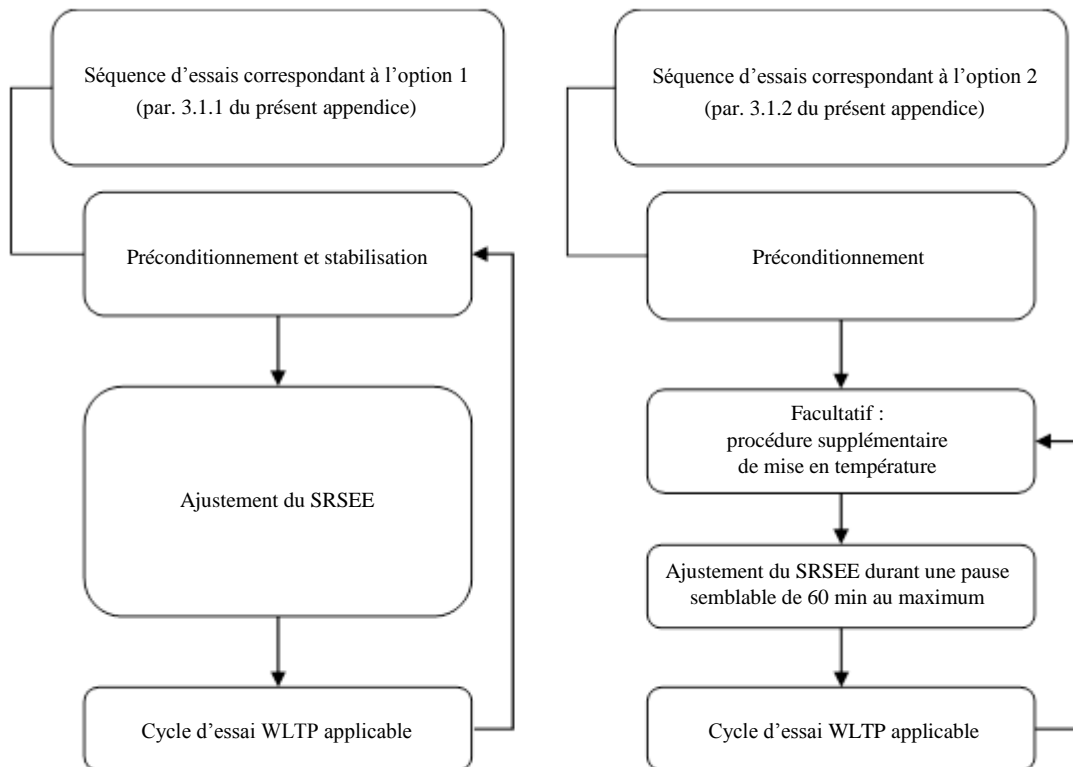 Séquence d'essais correspondant à l'option 1
(par. 3.1.1 du présent appendice)
Préconditionnement et stabilisation
Ajustement du SRSEE
Cycle d'essai WLTP applicable
Séquence d'essais correspondant à l'option 2
(par. 3.1.2 du présent appendice)
Préconditionnement
Facultatif :
procédure supplémentaire
de mise en température
Ajustement du SRSEE durant une pause
semblable de 60 min au maximum
Cycle d'essai WLTP applicable